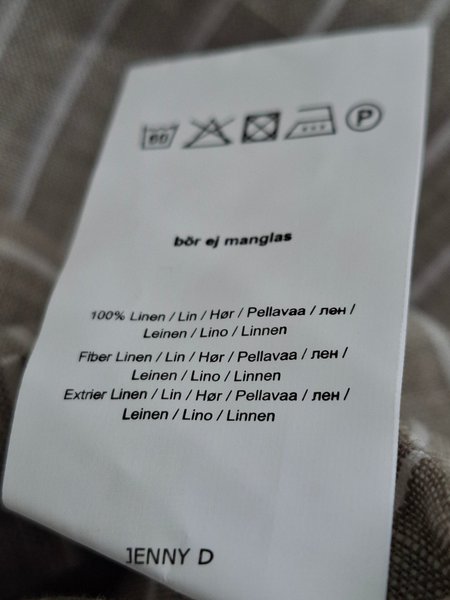 60
P
bör ej manglas
100% Linen / Lin / Hør / Pellavaa / лен /
Leinen / Lino / Linnen
Fiber Linen / Lin / Hør / Pellavaa / лен /
Leinen / Lino / Linnen
Extrier Linen / Lin / Hør / Pellavaa / лен /
Leinen / Lino / Linnen
JENNY D